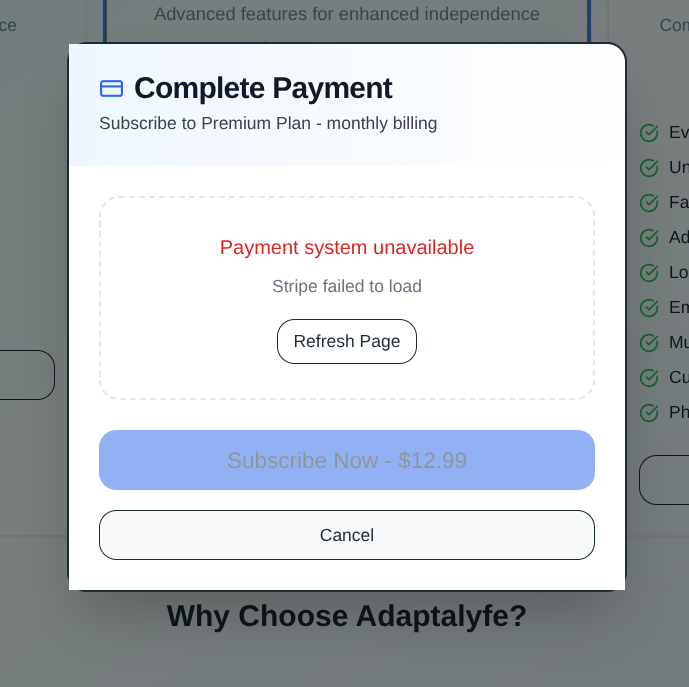 Advanced features for enhanced independence
ce
Com
Complete Payment
Subscribe to Premium Plan - monthly billing
Payment system unavailable
Stripe failed to load
Refresh Page
Subscribe Now - $12.99
Cancel
Ev
Un
Fa
Ad
Lo
Em
Mu
Cu
Ph
Why Choose Adaptalyfe?